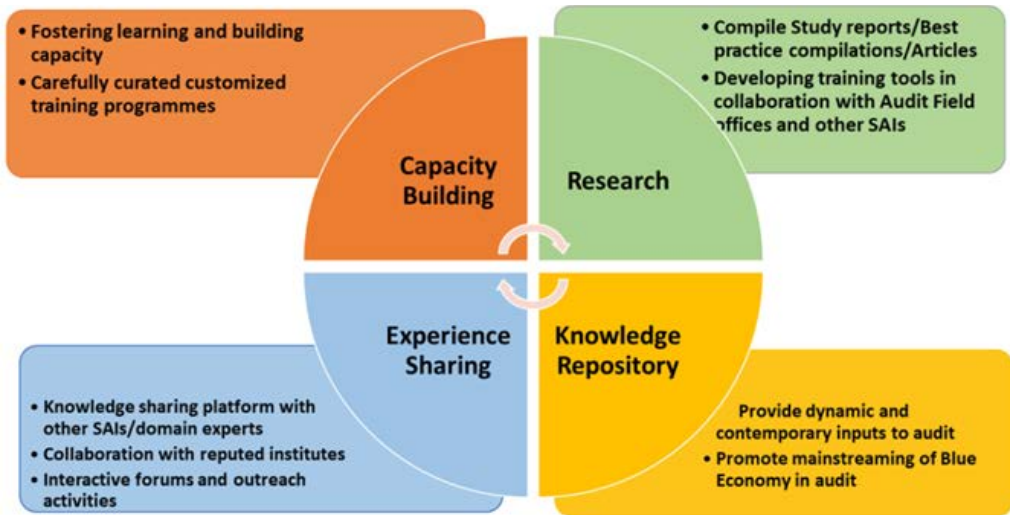 • Fostering learning and building
capacity
• Carefully curated customized
training programmes
• Compile Study reports/Best
practice compilations/Articles
• Developing training tools in
collaboration with Audit Field
offices and other SAIs
Capacity
Building
Research
Experience
Sharing
Knowledge
Repository
• Knowledge sharing platform with
other SAIs/domain experts
• Collaboration with reputed institutes
• Interactive forums and outreach
activities
Provide dynamic and
contemporary inputs to audit
• Promote mainstreaming of Blue
Economy in audit